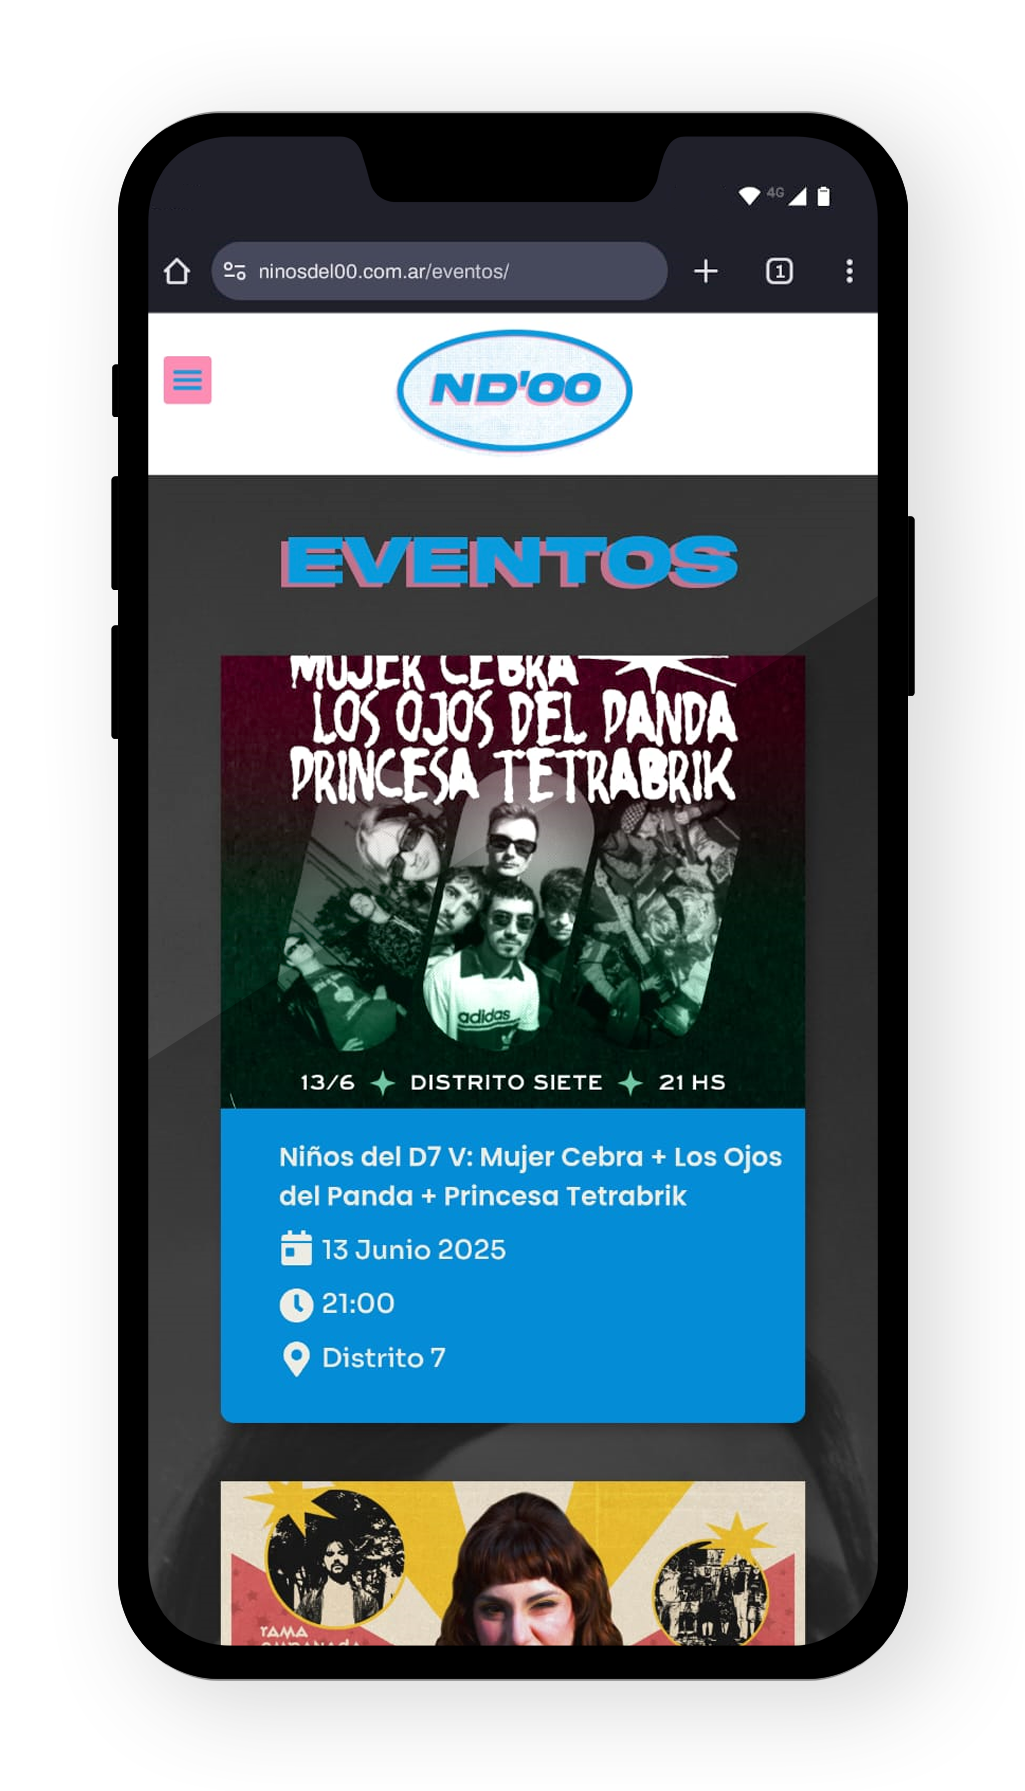 4G
ninosdel00.com.ar/eventos/
1
ND'00
EVENTOS
MUJER CEBRA
LOS OJOS DEL PANDA
PRINCESA TETRABRIK
adidas
13/6 DISTRITO SIETE 21 HS
Niños del D7 V: Mujer Cebra + Los Ojos
del Panda + Princesa Tetrabrik
13 Junio 2025
21:00
Distrito 7